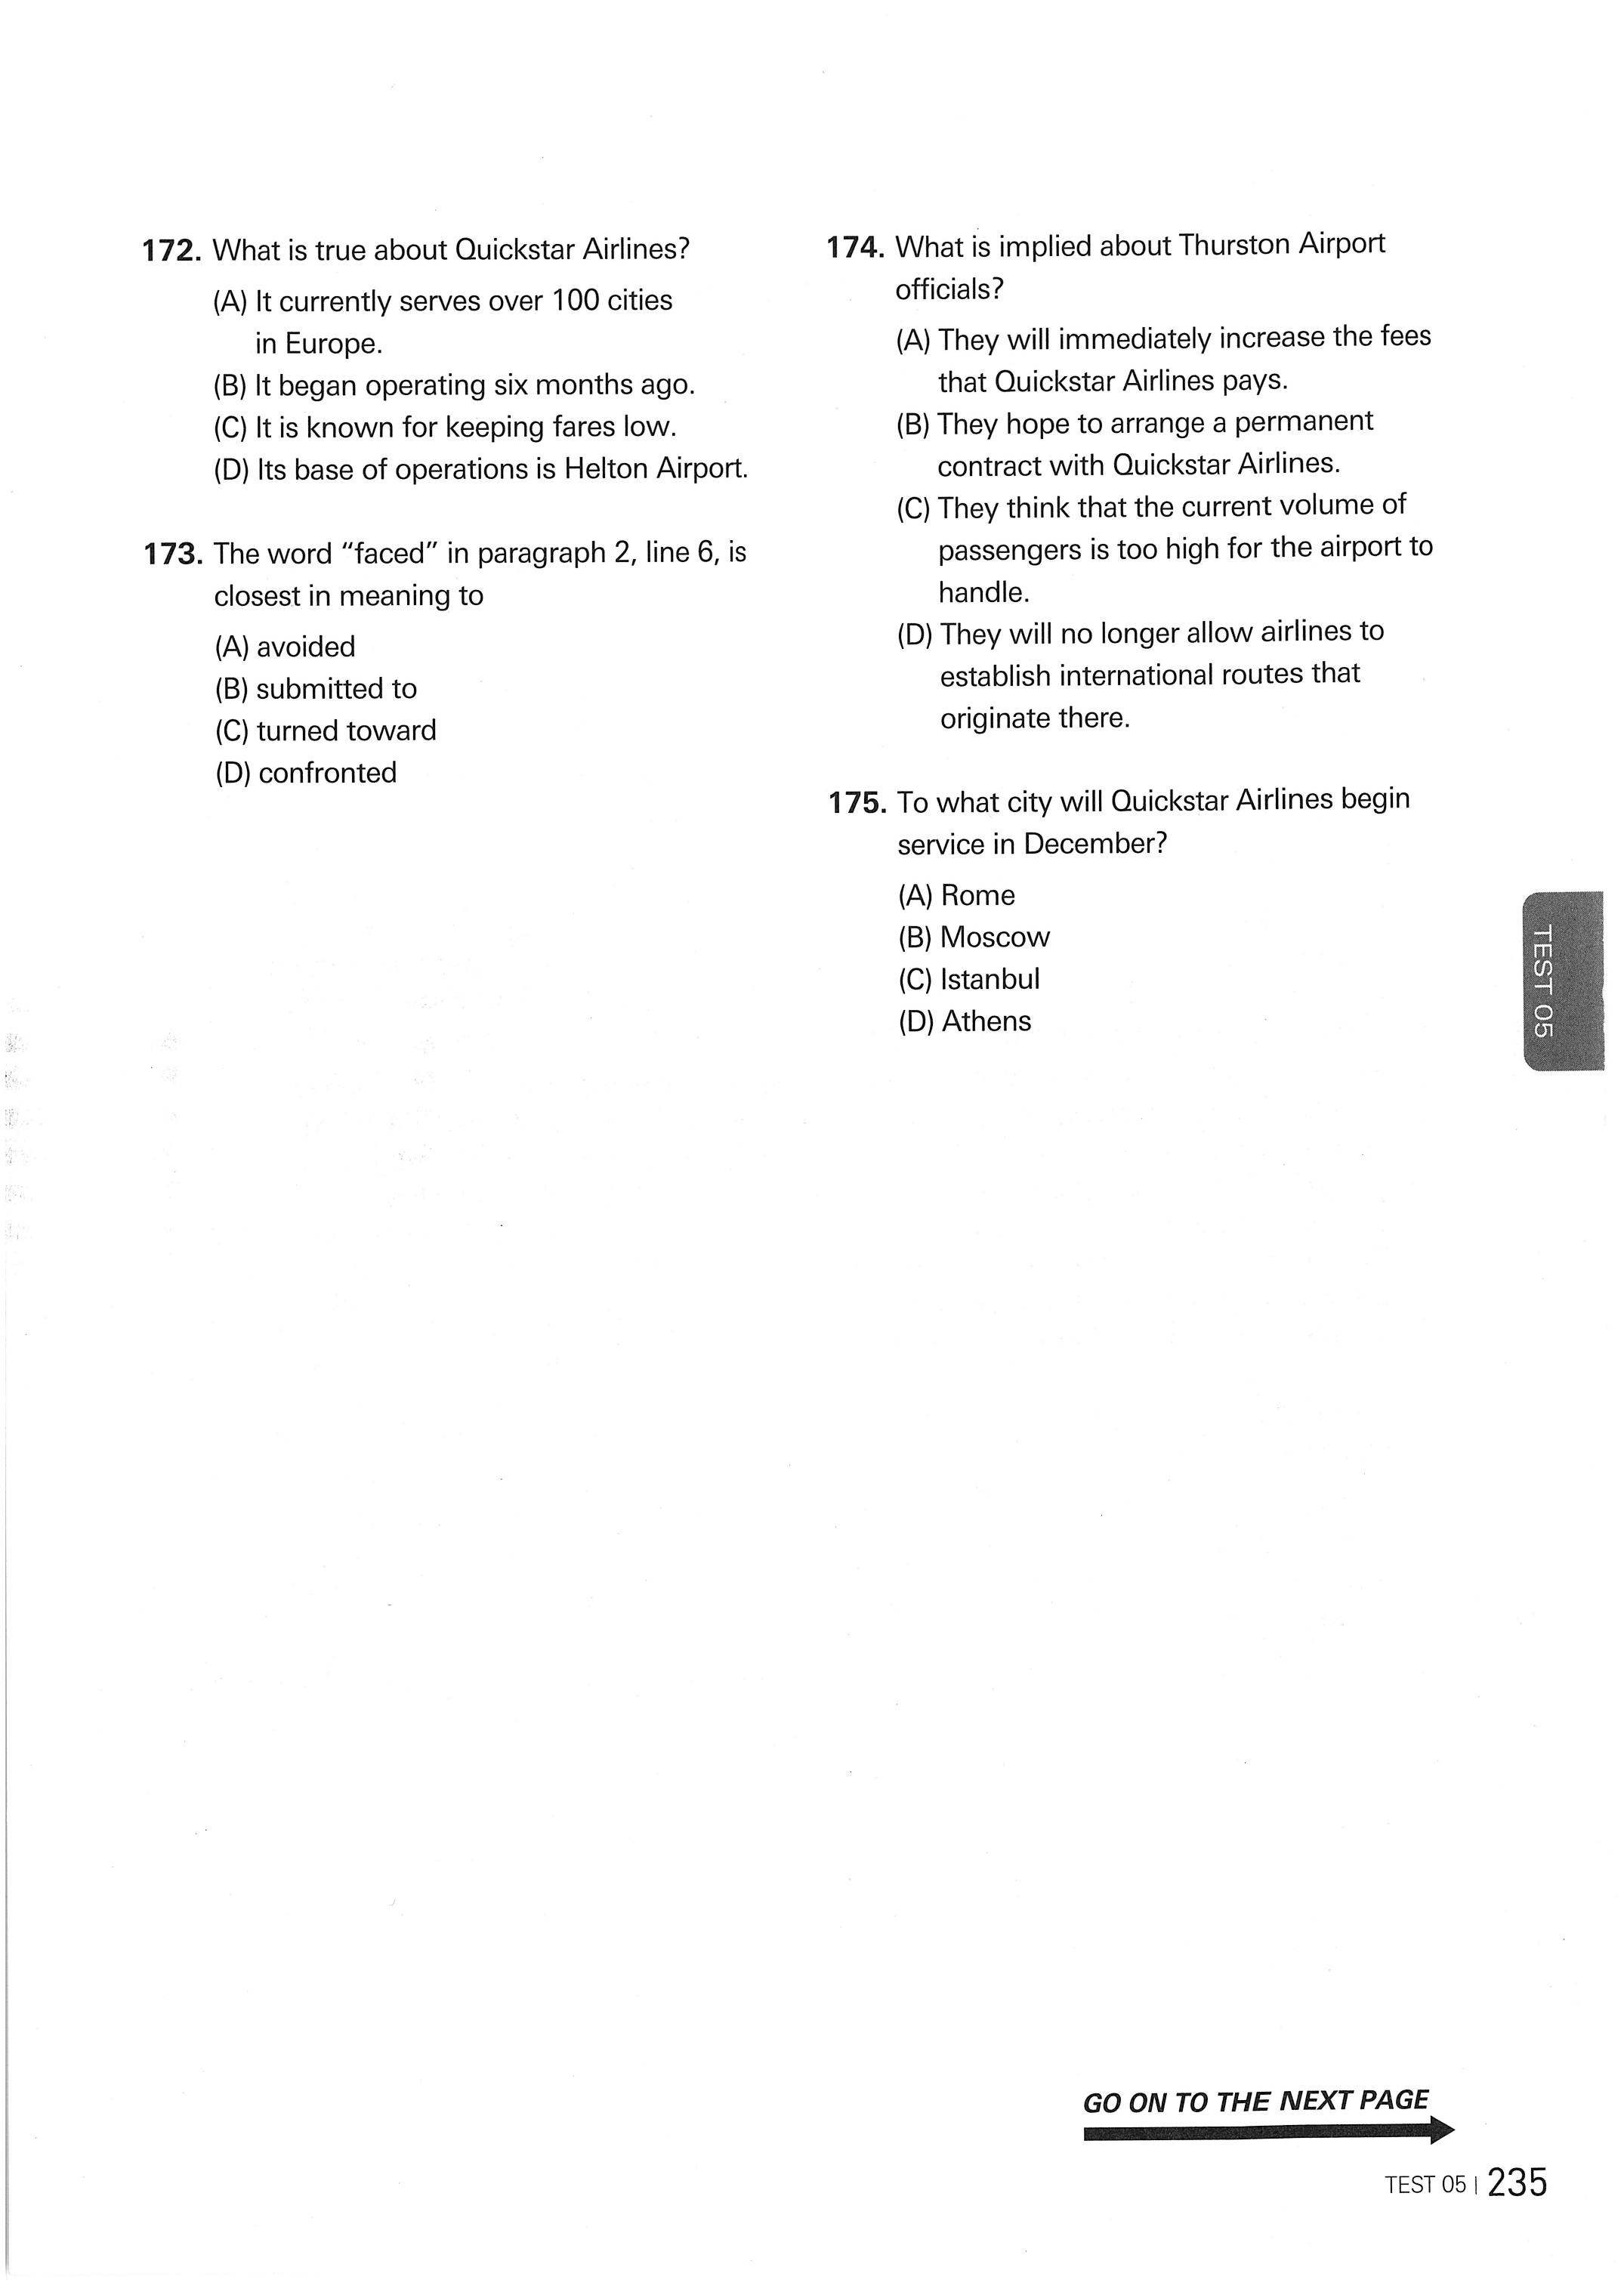 172. What is true about Quickstar Airlines?
(A) It currently serves over 100 cities
in Europe.
(B) It began operating six months ago.
(C) It is known for keeping fares low.
(D) Its base of operations is Helton Airport.
173. The word “faced” in paragraph 2, line 6, is
closest in meaning to
(A) avoided
(B) submitted to
(C) turned toward
(D) confronted
174. What is implied about Thurston Airport
officials?
(A) They will immediately increase the fees
that Quickstar Airlines pays.
(B) They hope to arrange a permanent
contract with Quickstar Airlines.
(C) They think that the current volume of
passengers is too high for the airport to
handle.
(D) They will no longer allow airlines to
establish international routes that
originate there.
175. To what city will Quickstar Airlines begin
service in December?
(A) Rome
(B) Moscow
(C) Istanbul
(D) Athens
TEST 05
GO ON TO THE NEXT PAGE
TEST 05 | 235